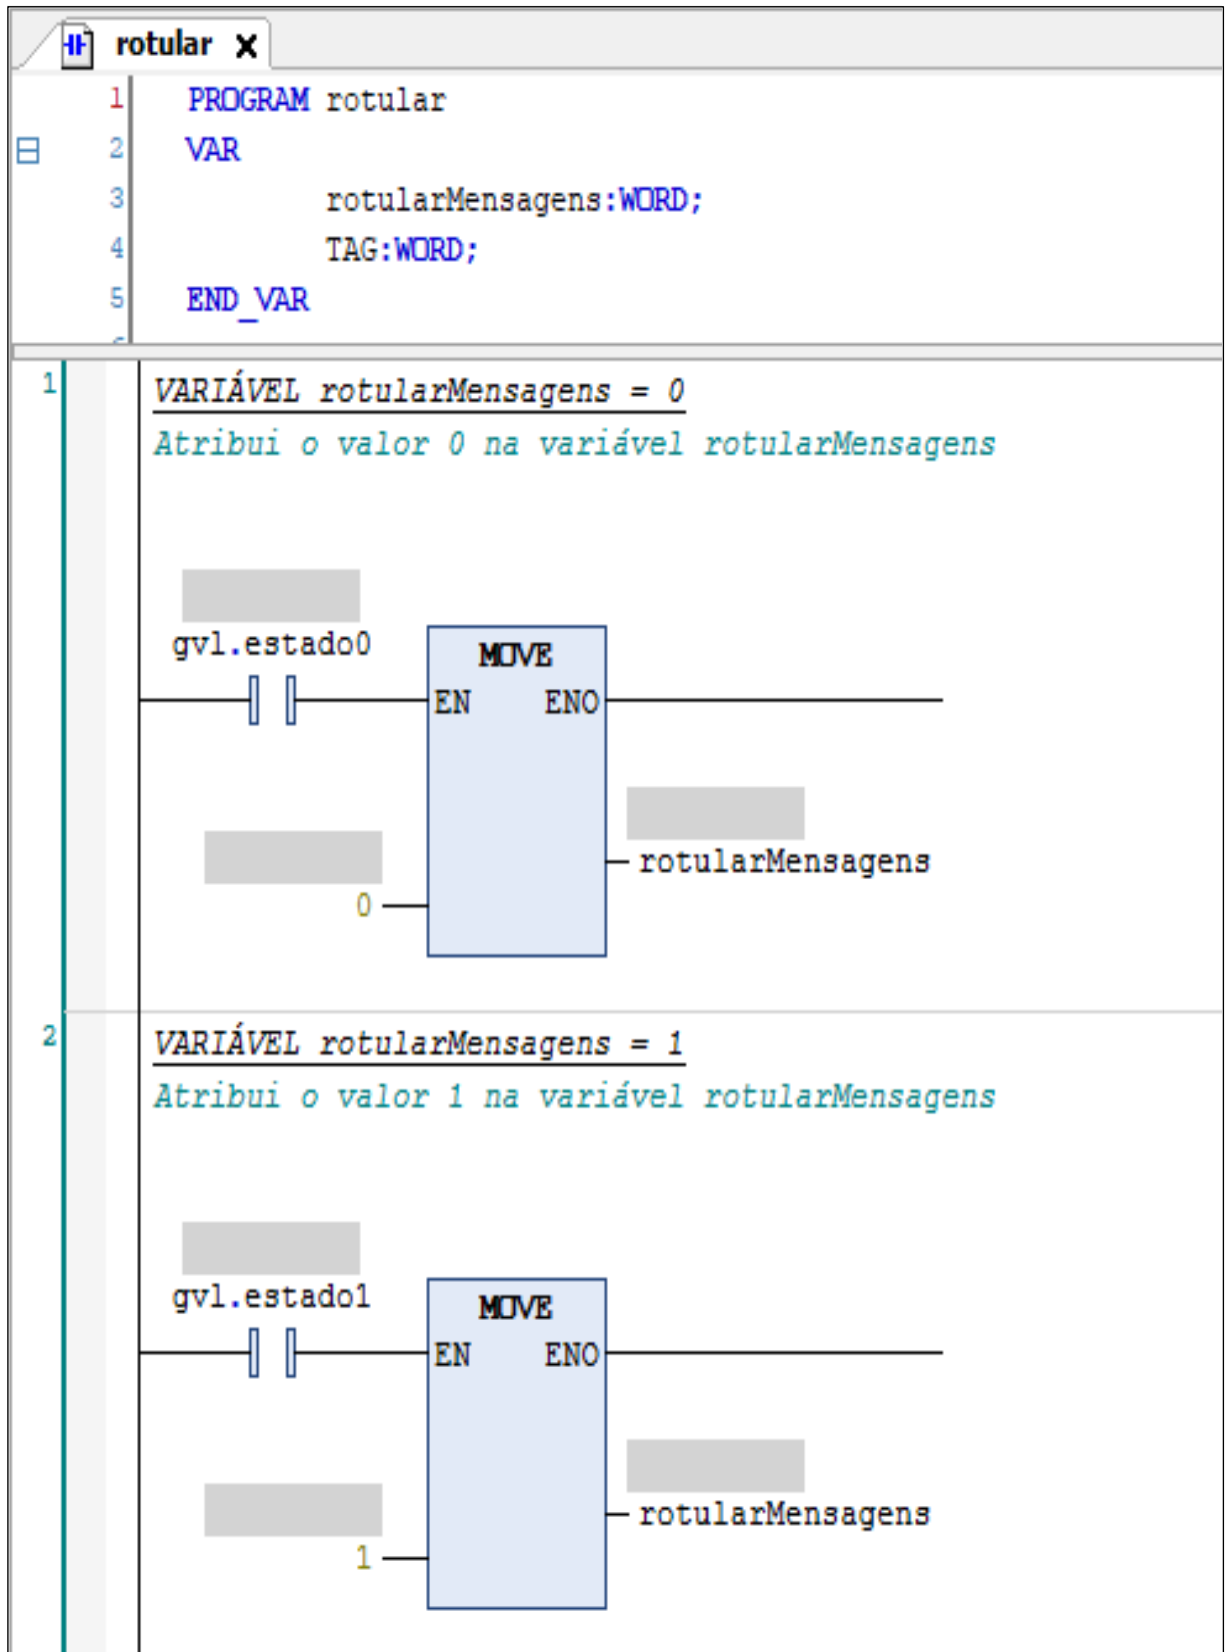 rotular x
1 PROGRAM rotular
2 VAR
3 rotularMensagens:WORD;
4 TAG:WORD;
5 END_VAR
1 VARIÁVEL rotularMensagens = 0
Atribui o valor 0 na variável rotularMensagens
gvl.estado0
MOVE
EN ENO
rotularMensagens
0
2 VARIÁVEL rotularMensagens = 1
Atribui o valor 1 na variável rotularMensagens
gvl.estado1
MOVE
EN ENO
rotularMensagens
1